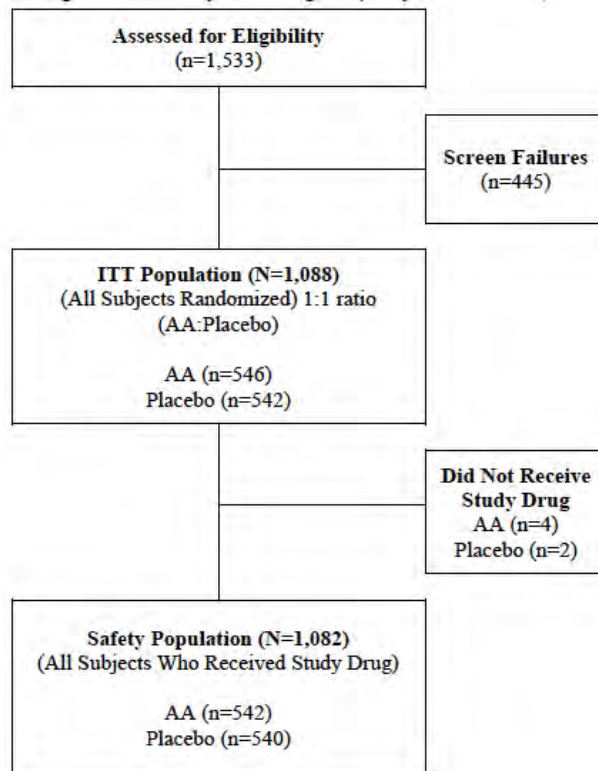 Assessed for Eligibility
(n=1,533)
Screen Failures
(n=445)
ITT Population (N=1,088)
(All Subjects Randomized) 1:1 ratio
(AA:Placebo)
AA (n=546)
Placebo (n=542)
Did Not Receive
Study Drug
AA (n=4)
Placebo (n=2)
Safety Population (N=1,082)
(All Subjects Who Received Study Drug)
AA (n=542)
Placebo (n=540)